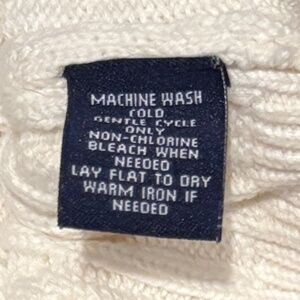 MACHINE WASH
COLD
GENTLE CYCLE
ONLY
NON-CHLORINE
BLEACH WHEN
NEEDED
LAY FLAT TO DRY
WARM IRON IF
NEEDED